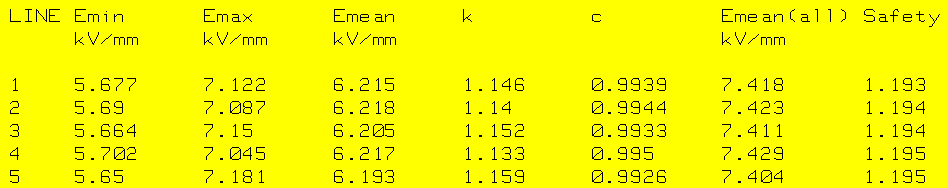 LINE Emin Emax Emean k c Emean(all) Safety
kV/mm kV/mm kV/mm kV/mm
1 5.677 7.122 6.215 1.146 0.9939 7.418 1.193
2 5.69 7.087 6.218 1.14 0.9944 7.423 1.194
3 5.664 7.15 6.205 1.152 0.9933 7.411 1.194
4 5.702 7.045 6.217 1.133 0.995 7.429 1.195
5 5.65 7.181 6.193 1.159 0.9926 7.404 1.195